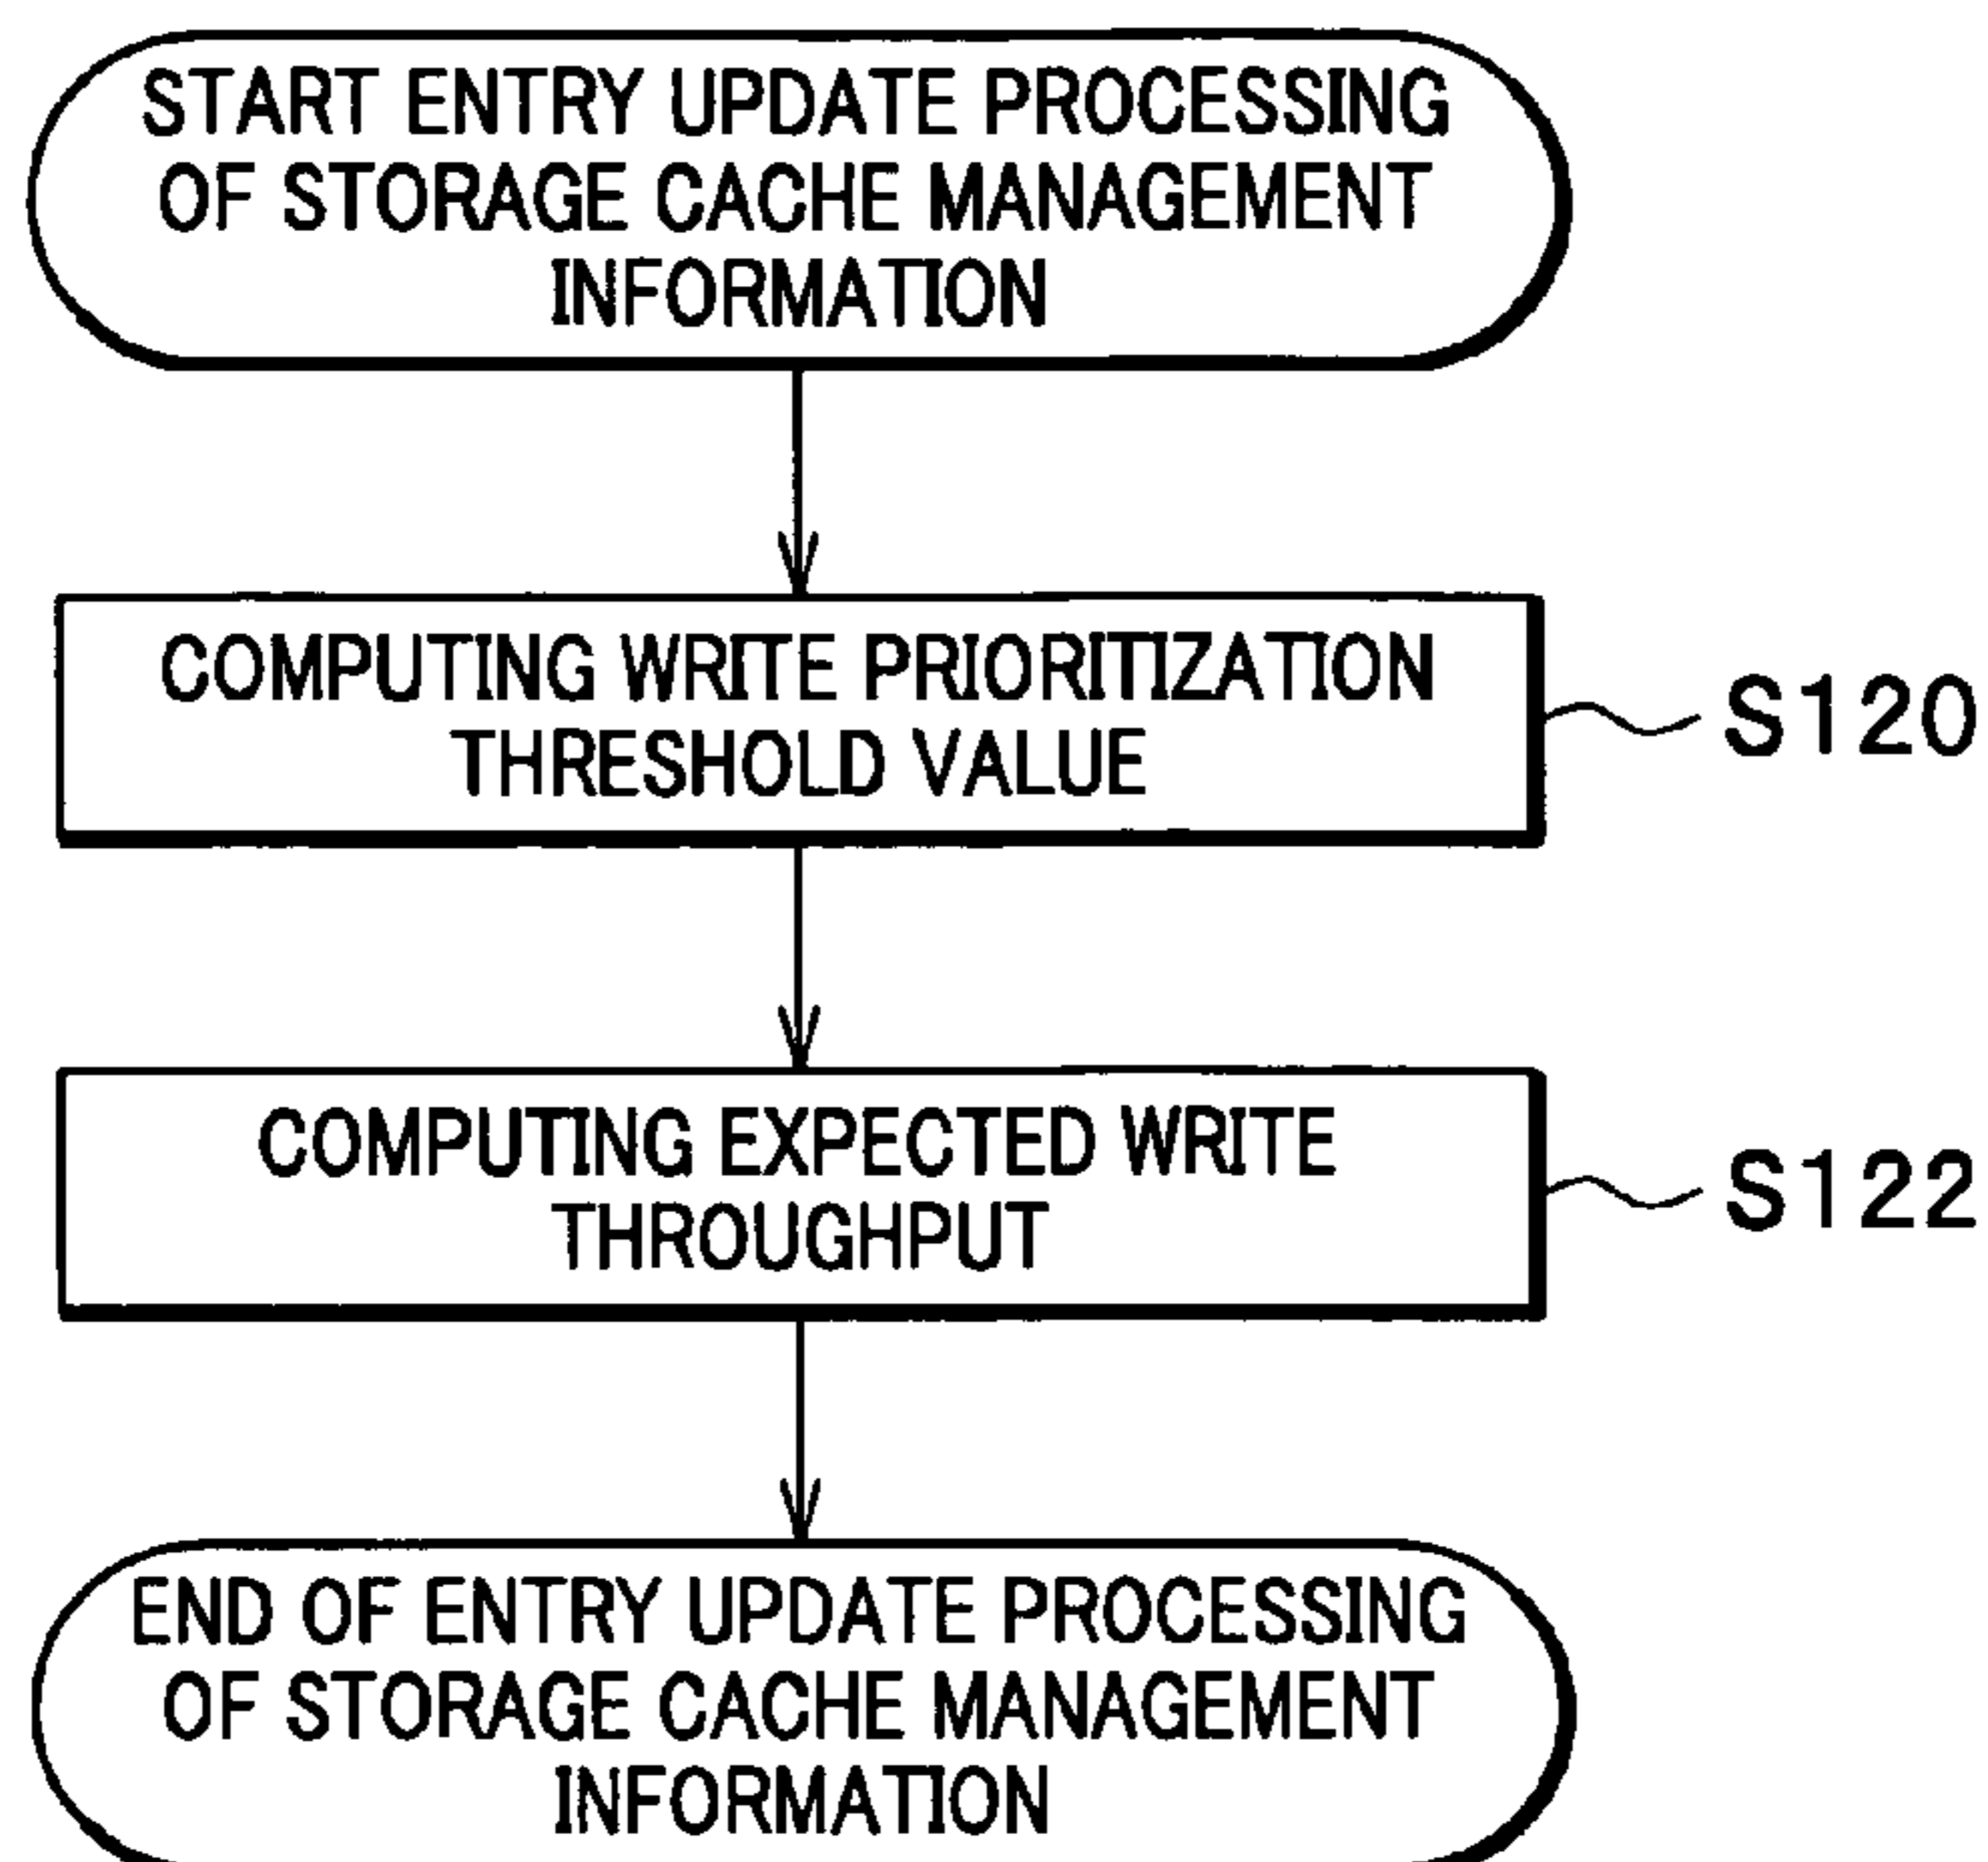 START ENTRY UPDATE PROCESSING
OF STORAGE CACHE MANAGEMENT
INFORMATION
COMPUTING WRITE PRIORITIZATION
THRESHOLD VALUE
S120
COMPUTING EXPECTED WRITE
THROUGHPUT
S122
END OF ENTRY UPDATE PROCESSING
OF STORAGE CACHE MANAGEMENT
INFORMATION